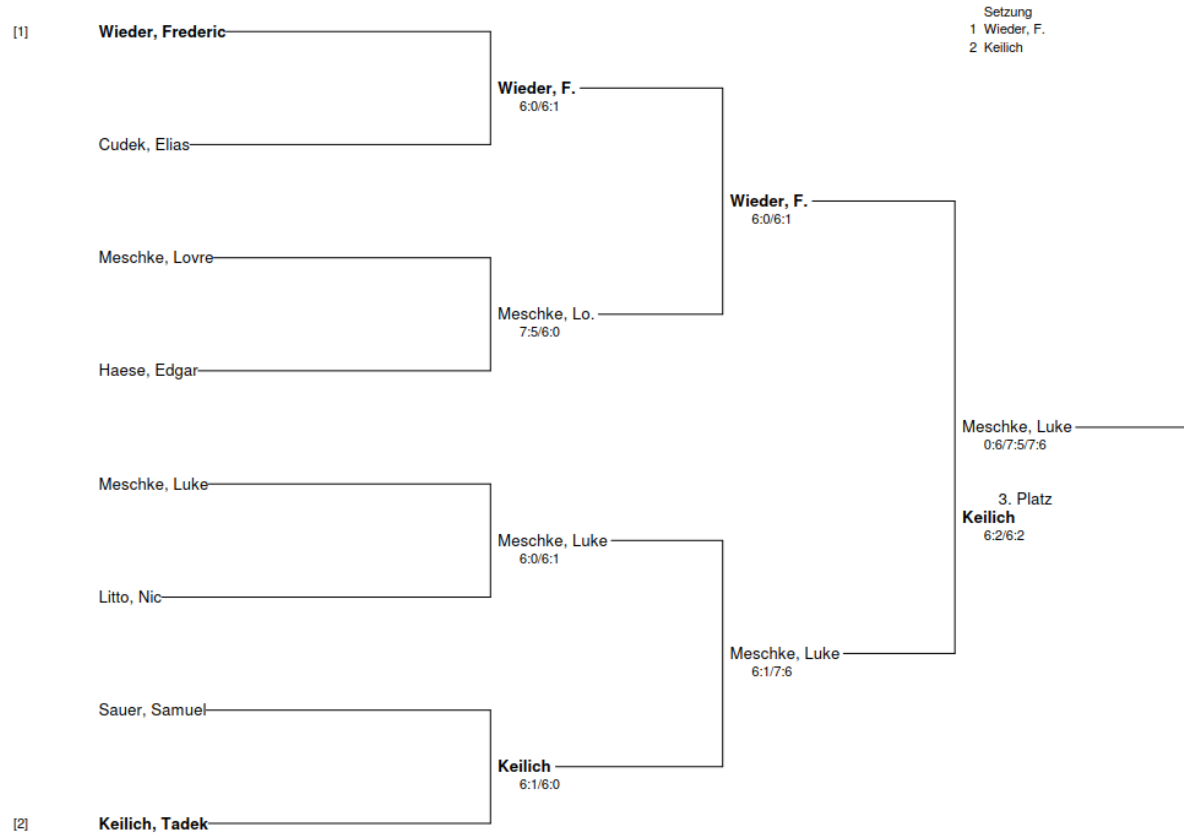 Setzung
1 Wieder, F.
2 Keilich
[1] Wieder, Frederic
Wieder, F.
6:0/6:1
Cudek, Elias
Wieder, F.
6:0/6:1
Meschke, Lovre
Meschke, Lo.
7:5/6:0
Haese, Edgar
Meschke, Luke
0:6/7:5/7:6
Meschke, Luke
3. Platz
Keilich
6:2/6:2
Meschke, Luke
6:0/6:1
Litto, Nic
Meschke, Luke
6:1/7:6
Sauer, Samuel
Keilich
6:1/6:0
[2] Keilich, Tadek